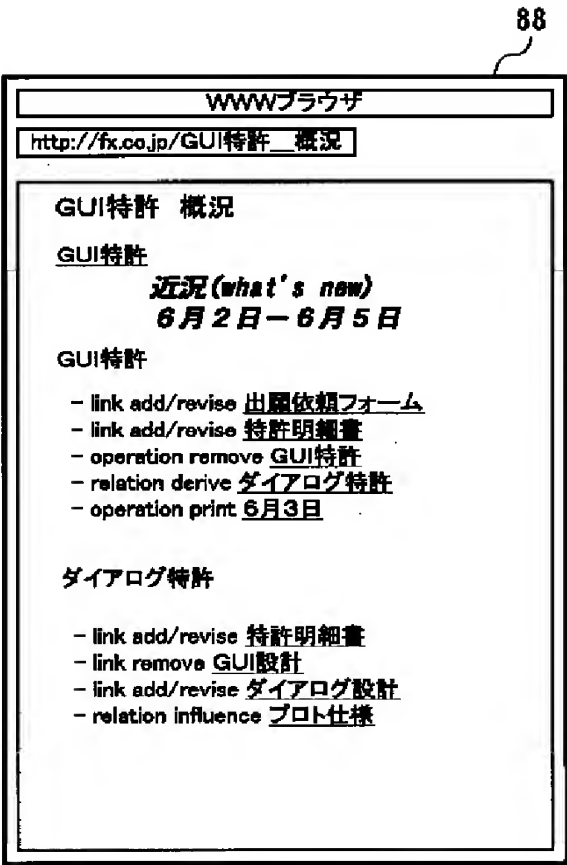 88
WWWブラウザ
http://fx.co.jp/GUI特許＿概況
GUI特許 概況
GUI特許
近況(what's new)
6月2日－6月5日
GUI特許
- link add/revise 出願依頼フォーム
- link add/revise 特許明細書
- operation remove GUI特許
- relation derive ダイアログ特許
- operation print 6月3日
ダイアログ特許
- link add/revise 特許明細書
- link remove GUI設計
- link add/revise ダイアログ設計
- relation influence プロト仕様